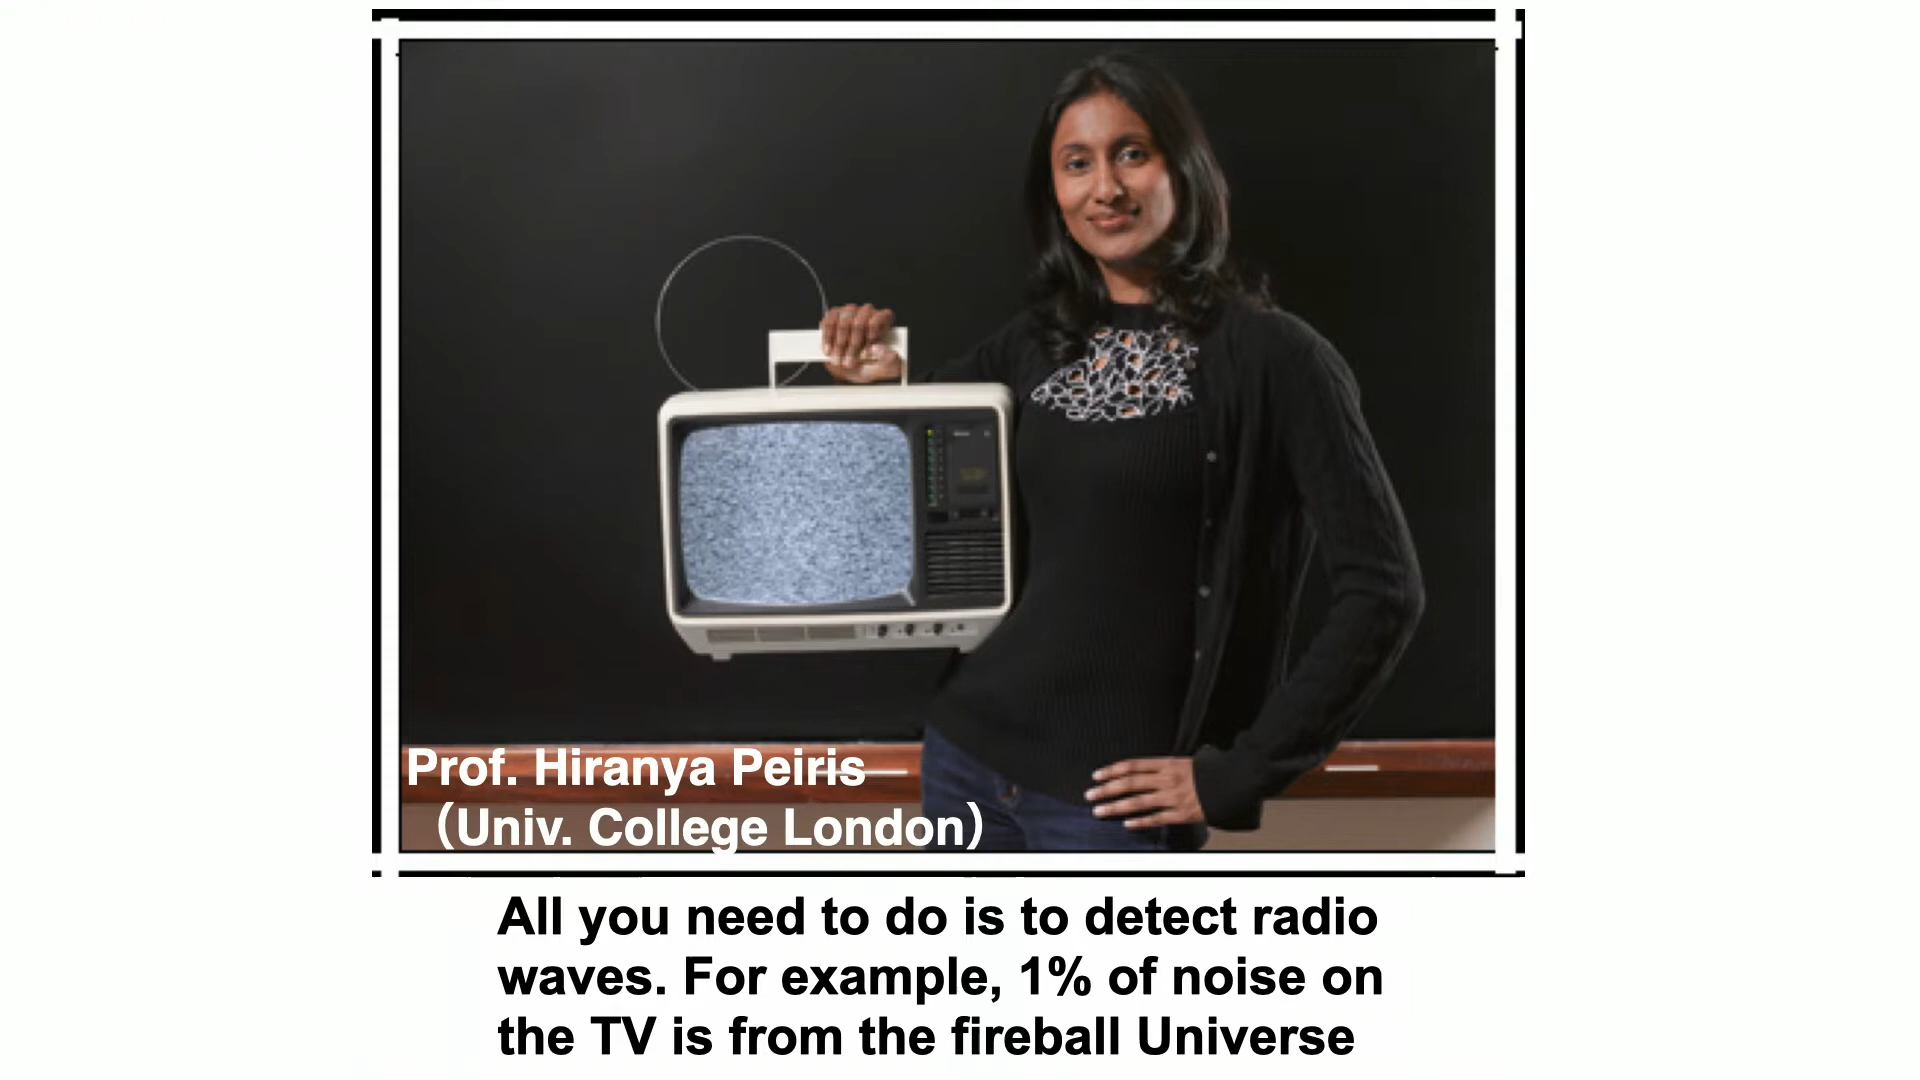 Prof. Hiranya Peiris
（Univ. College London）
All you need to do is to detect radio
waves. For example, 1% of noise on
the TV is from the fireball Universe